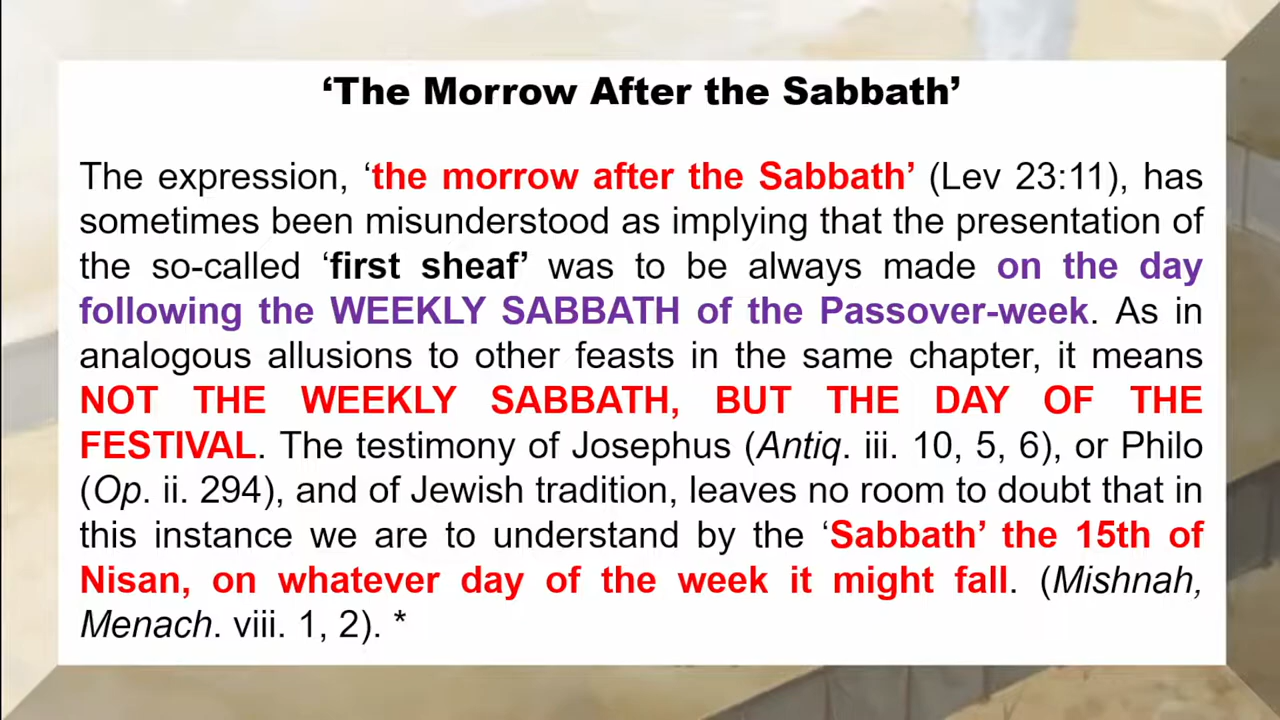 ‘The Morrow After the Sabbath’
The expression, ‘the morrow after the Sabbath’ (Lev 23:11), has
sometimes been misunderstood as implying that the presentation of
the so-called ‘first sheaf’ was to be always made on the day
following the WEEKLY SABBATH of the Passover-week. As in
analogous allusions to other feasts in the same chapter, it means
NOT THE WEEKLY SABBATH, BUT THE DAY OF THE
FESTIVAL. The testimony of Josephus (Antiq. iii. 10, 5, 6), or Philo
(Op. ii. 294), and of Jewish tradition, leaves no room to doubt that in
this instance we are to understand by the ‘Sabbath’ the 15th of
Nisan, on whatever day of the week it might fall. (Mishnah,
Menach. viii. 1, 2). *